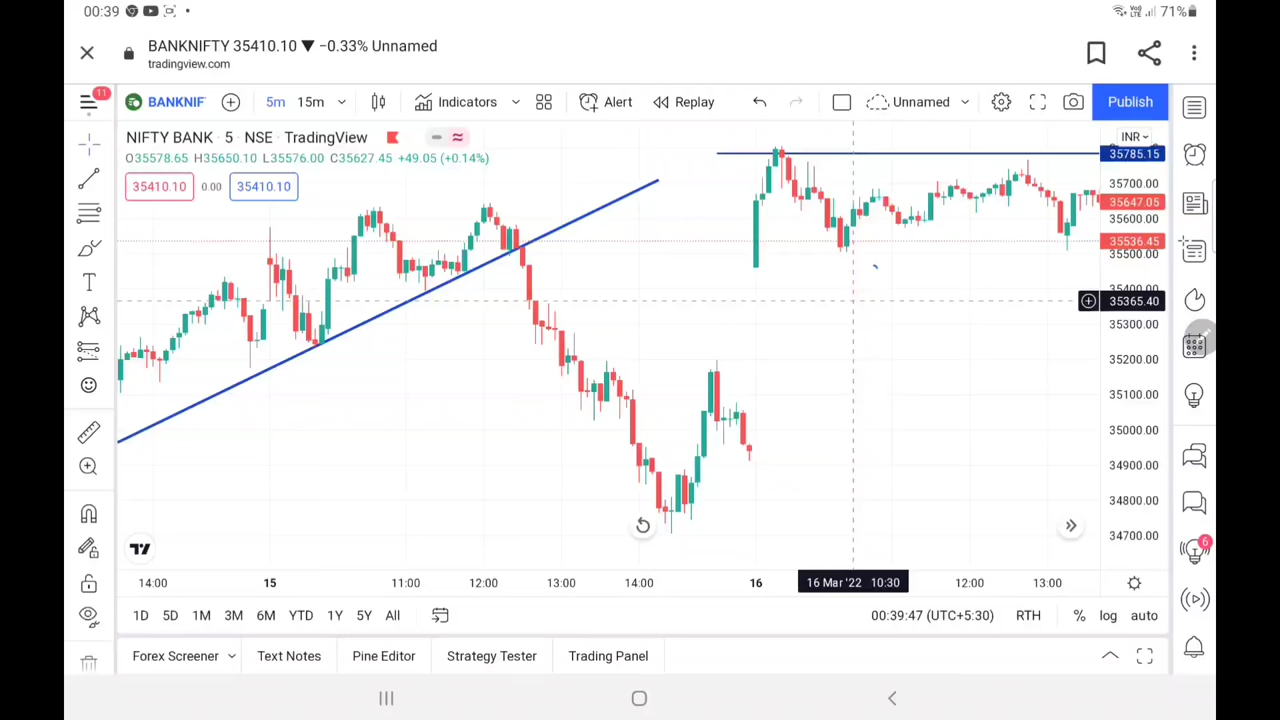 00:39
71%
BANKNIFTY 35410.10 ▼ −0.33% Unnamed
tradingview.com
11
BANKNIF
5m 15m
Indicators
Alert
Replay
Unnamed
Publish
NIFTY BANK · 5 · NSE · TradingView
O35578.65 H35650.10 L35576.00 C35627.45 +49.05 (+0.14%)
35410.10 0.00 35410.10
INR
35785.15
35700.00
35647.05
35600.00
35536.45
35500.00
35400.00
35365.40
35300.00
35200.00
35100.00
35000.00
34900.00
34800.00
34700.00
6
14:00 15 11:00 12:00 13:00 14:00 16 16 Mar '22 10:30 12:00 13:00
1D 5D 1M 3M 6M YTD 1Y 5Y All
00:39:47 (UTC+5:30) RTH % log auto
Forex Screener Text Notes Pine Editor Strategy Tester Trading Panel